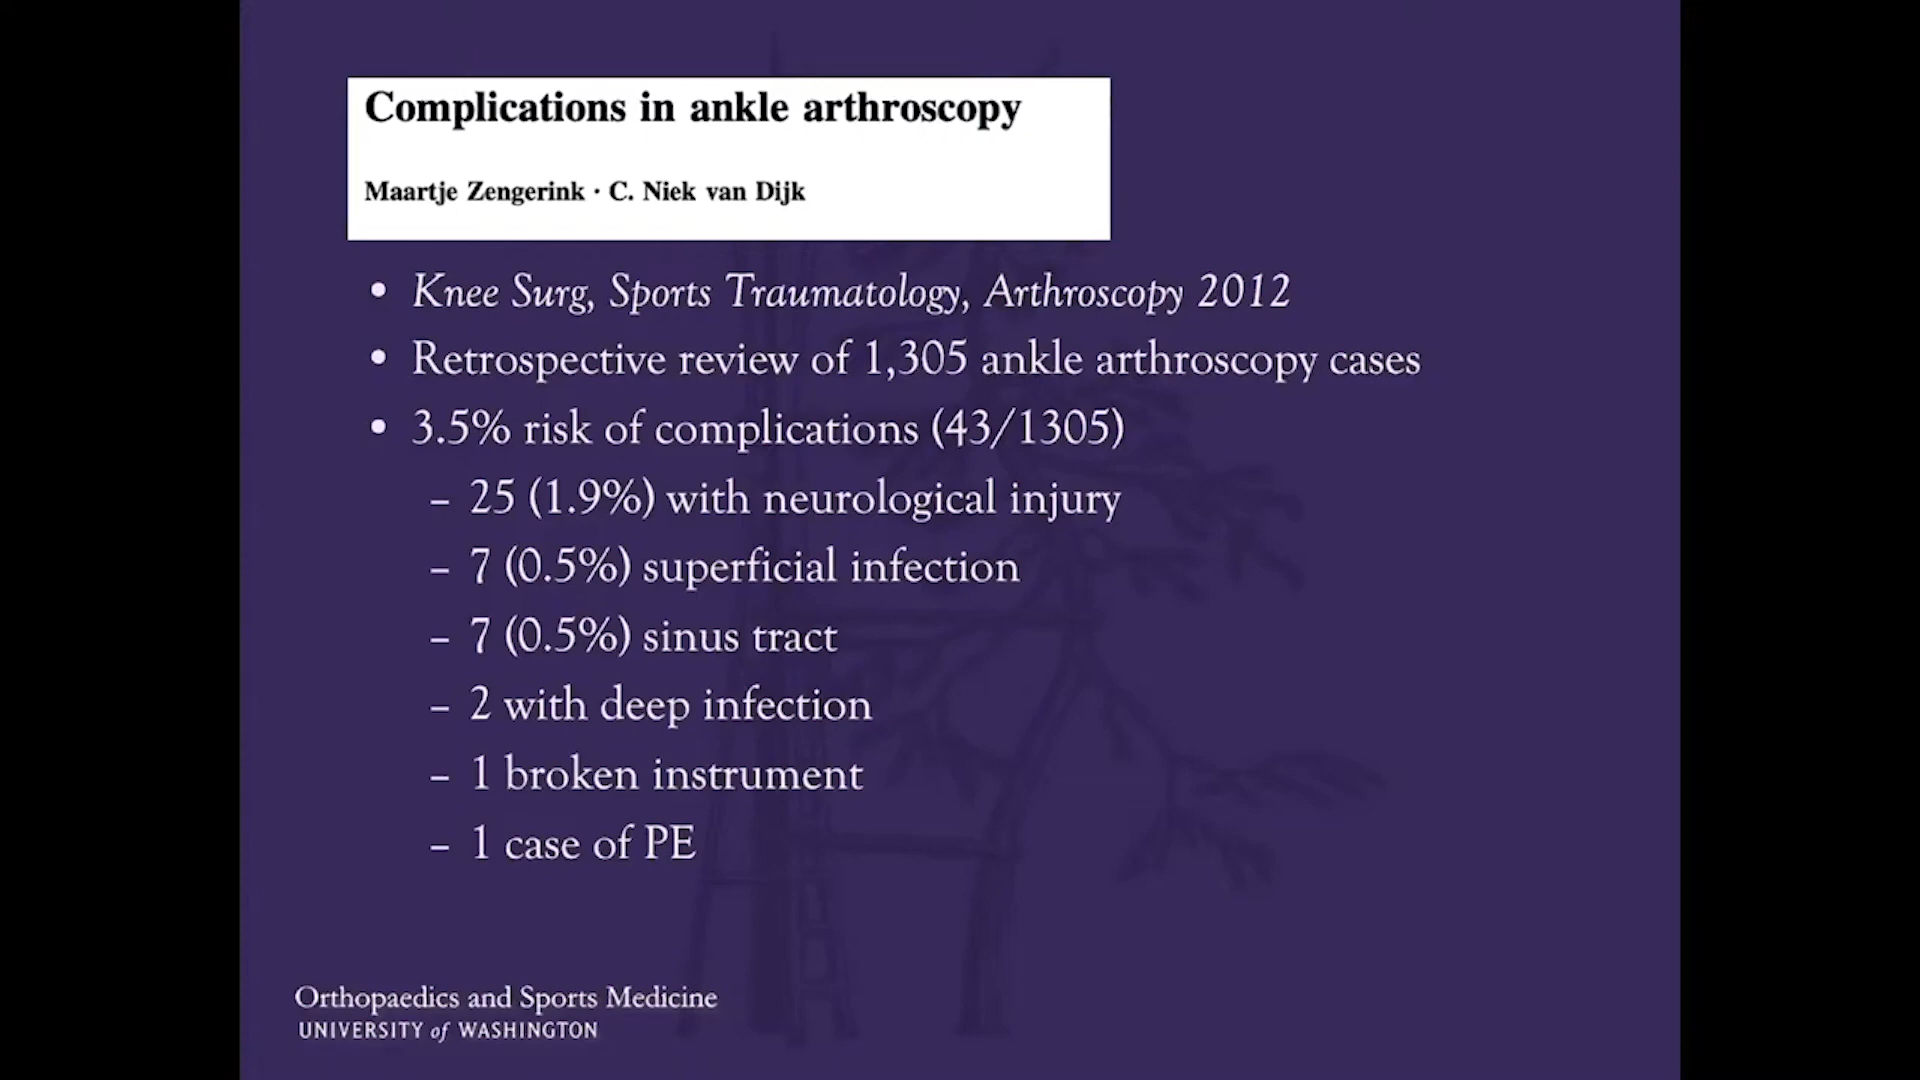 Complications in ankle arthroscopy
Maartje Zengerink · C. Niek van Dijk
• Knee Surg, Sports Traumatology, Arthroscopy 2012
• Retrospective review of 1,305 ankle arthroscopy cases
• 3.5% risk of complications (43/1305)
– 25 (1.9%) with neurological injury
– 7 (0.5%) superficial infection
– 7 (0.5%) sinus tract
– 2 with deep infection
– 1 broken instrument
– 1 case of PE
Orthopaedics and Sports Medicine
UNIVERSITY of WASHINGTON